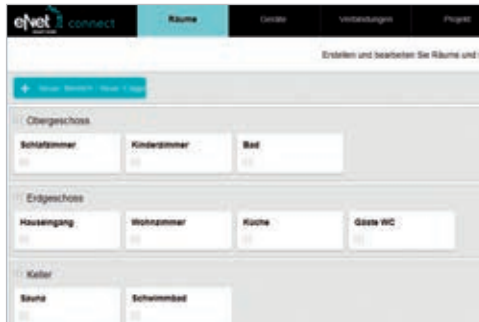 eNet connect
Räume Geräte Verbindungen Projekt
Erstellen und bearbeiten Sie Räume und
+ Neuer
Obergeschoss
Schlafzimmer Kinderzimmer Bad
Erdgeschoss
Hauseingang Wohnzimmer Küche Gäste WC
Keller
Sauna Schwimmbad